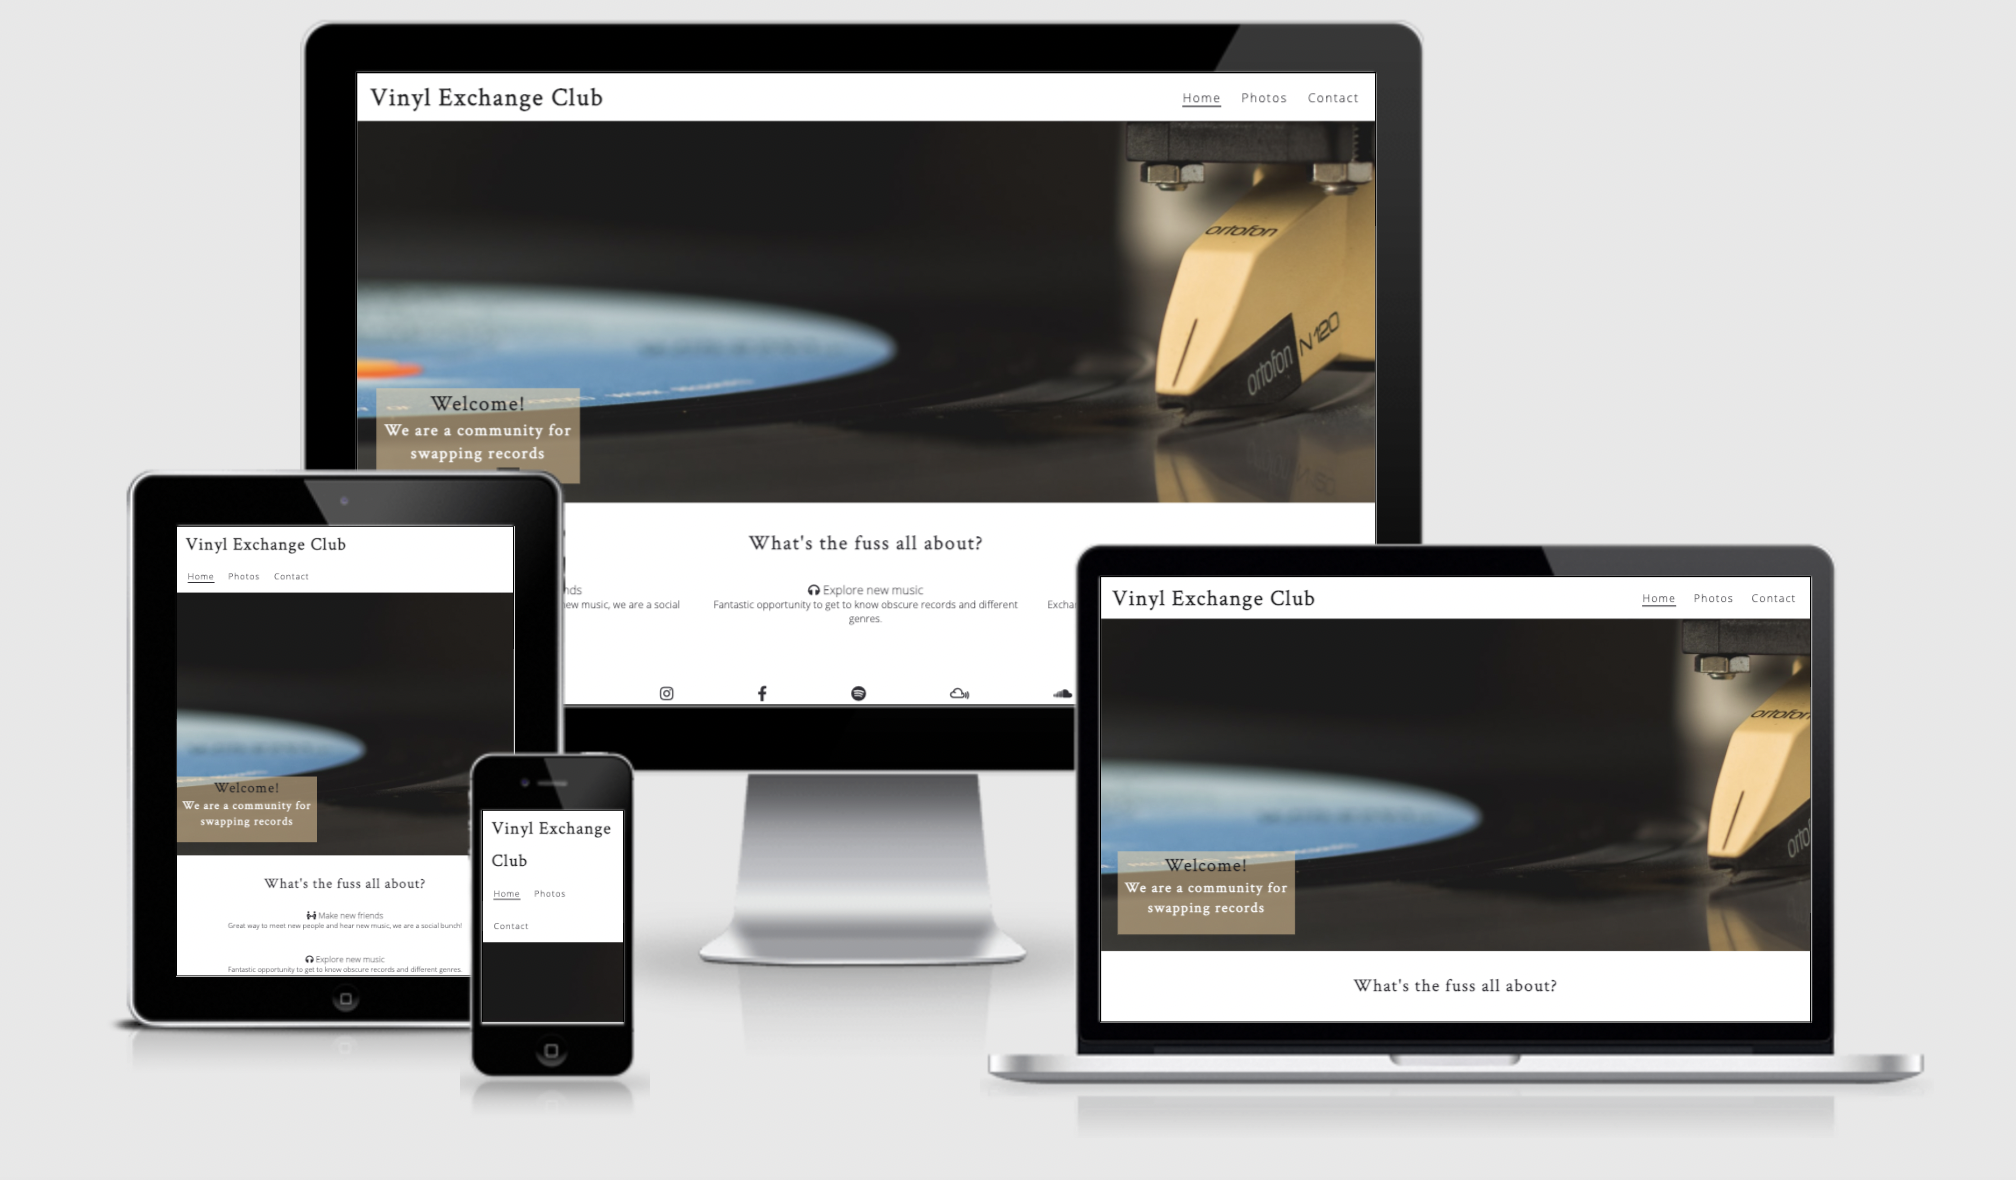 Vinyl Exchange Club
Home Photos Contact
ortofon
ortofon N 120
Welcome!
We are a community for
swapping records
What's the fuss all about?
nds
ew music, we are a social
Explore new music
Fantastic opportunity to get to know obscure records and different
genres.
Excha
Vinyl Exchange Club
Home Photos Contact
Welcome!
We are a community for
swapping records
What's the fuss all about?
Make new friends
Great way to meet new people and hear new music, we are a social bunch!
Explore new music
Fantastic opportunity to get to know obscure records and different genres.
Vinyl Exchange
Club
Home Photos
Contact
Vinyl Exchange Club
Home Photos Contact
ortofon
ortof
Welcome!
We are a community for
swapping records
What's the fuss all about?